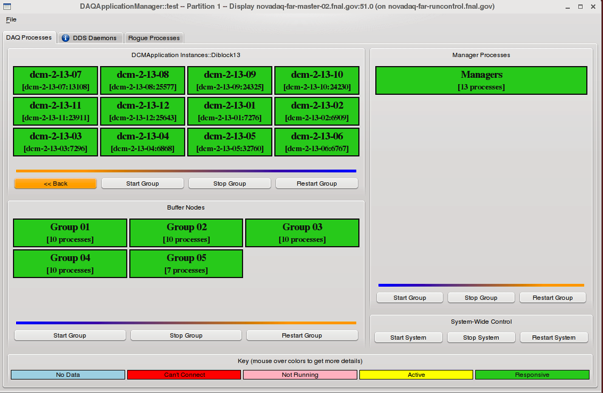 DAQApplicationManager::test – Partition 1 – Display novadaq-far-master-02.fnal.gov:51.0 (on novadaq-far-runcontrol.fnal.gov)
File
DAQ Processes DDS Daemons Rogue Processes
DCMApplication Instances::Diblock13
dcm-2-13-07 dcm-2-13-08 dcm-2-13-09 dcm-2-13-10
[dcm-2-13-07:13108] [dcm-2-13-08:25577] [dcm-2-13-09:24325] [dcm-2-13-10:24230]
dcm-2-13-11 dcm-2-13-12 dcm-2-13-01 dcm-2-13-02
[dcm-2-13-11:23911] [dcm-2-13-12:25643] [dcm-2-13-01:7276] [dcm-2-13-02:6909]
dcm-2-13-03 dcm-2-13-04 dcm-2-13-05 dcm-2-13-06
[dcm-2-13-03:7296] [dcm-2-13-04:6868] [dcm-2-13-05:32760] [dcm-2-13-06:6767]
<< Back Start Group Stop Group Restart Group
Buffer Nodes
Group 01 Group 02 Group 03
[10 processes] [10 processes] [10 processes]
Group 04 Group 05
[10 processes] [7 processes]
Start Group Stop Group Restart Group
Manager Processes
Managers
[13 processes]
Start Group Stop Group Restart Group
System-Wide Control
Start System Stop System Restart System
Key (mouse over colors to get more details)
No Data Can't Connect Not Running Active Responsive